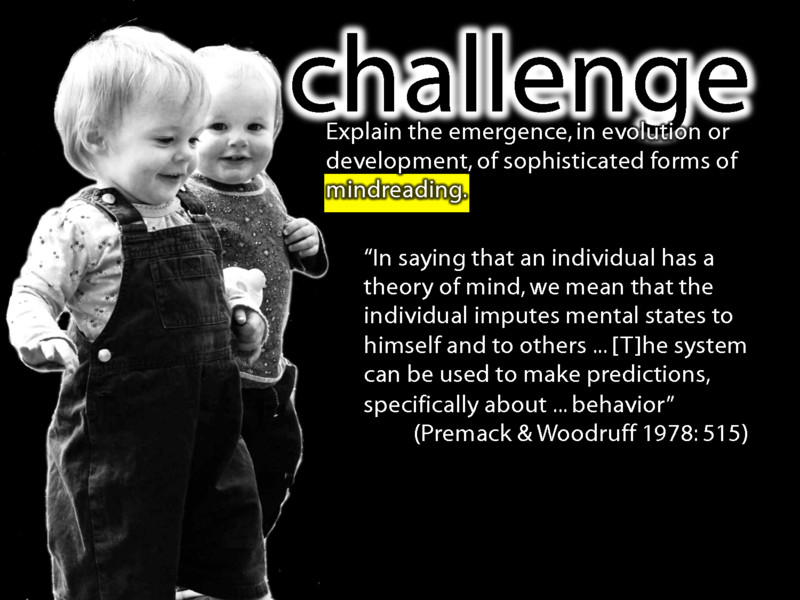 challenge
Explain the emergence, in evolution or
development, of sophisticated forms of
mindreading.
“In saying that an individual has a
theory of mind, we mean that the
individual imputes mental states to
himself and to others ... [T]he system
can be used to make predictions,
specifically about ... behavior”
(Premack & Woodruff 1978: 515)